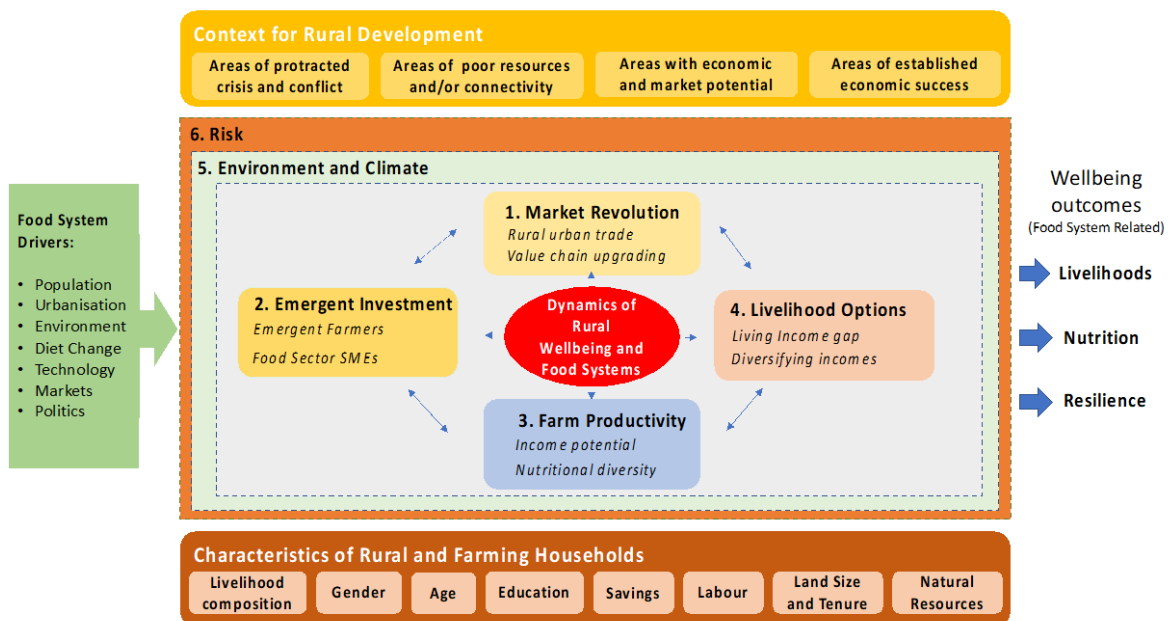 Context for Rural Development
Areas of protracted
crisis and conflict
Areas of poor resources
and/or connectivity
Areas with economic
and market potential
Areas of established
economic success
6. Risk
5. Environment and Climate
Food System
Drivers:
• Population
• Urbanisation
• Environment
• Diet Change
• Technology
• Markets
• Politics
1. Market Revolution
Rural urban trade
Value chain upgrading
2. Emergent Investment
Emergent Farmers
Food Sector SMEs
Dynamics of
Rural
Wellbeing and
Food Systems
4. Livelihood Options
Living Income gap
Diversifying incomes
3. Farm Productivity
Income potential
Nutritional diversity
Wellbeing
outcomes
(Food System Related)
Livelihoods
Nutrition
Resilience
Characteristics of Rural and Farming Households
Livelihood
composition
Gender
Age
Education
Savings
Labour
Land Size
and Tenure
Natural
Resources